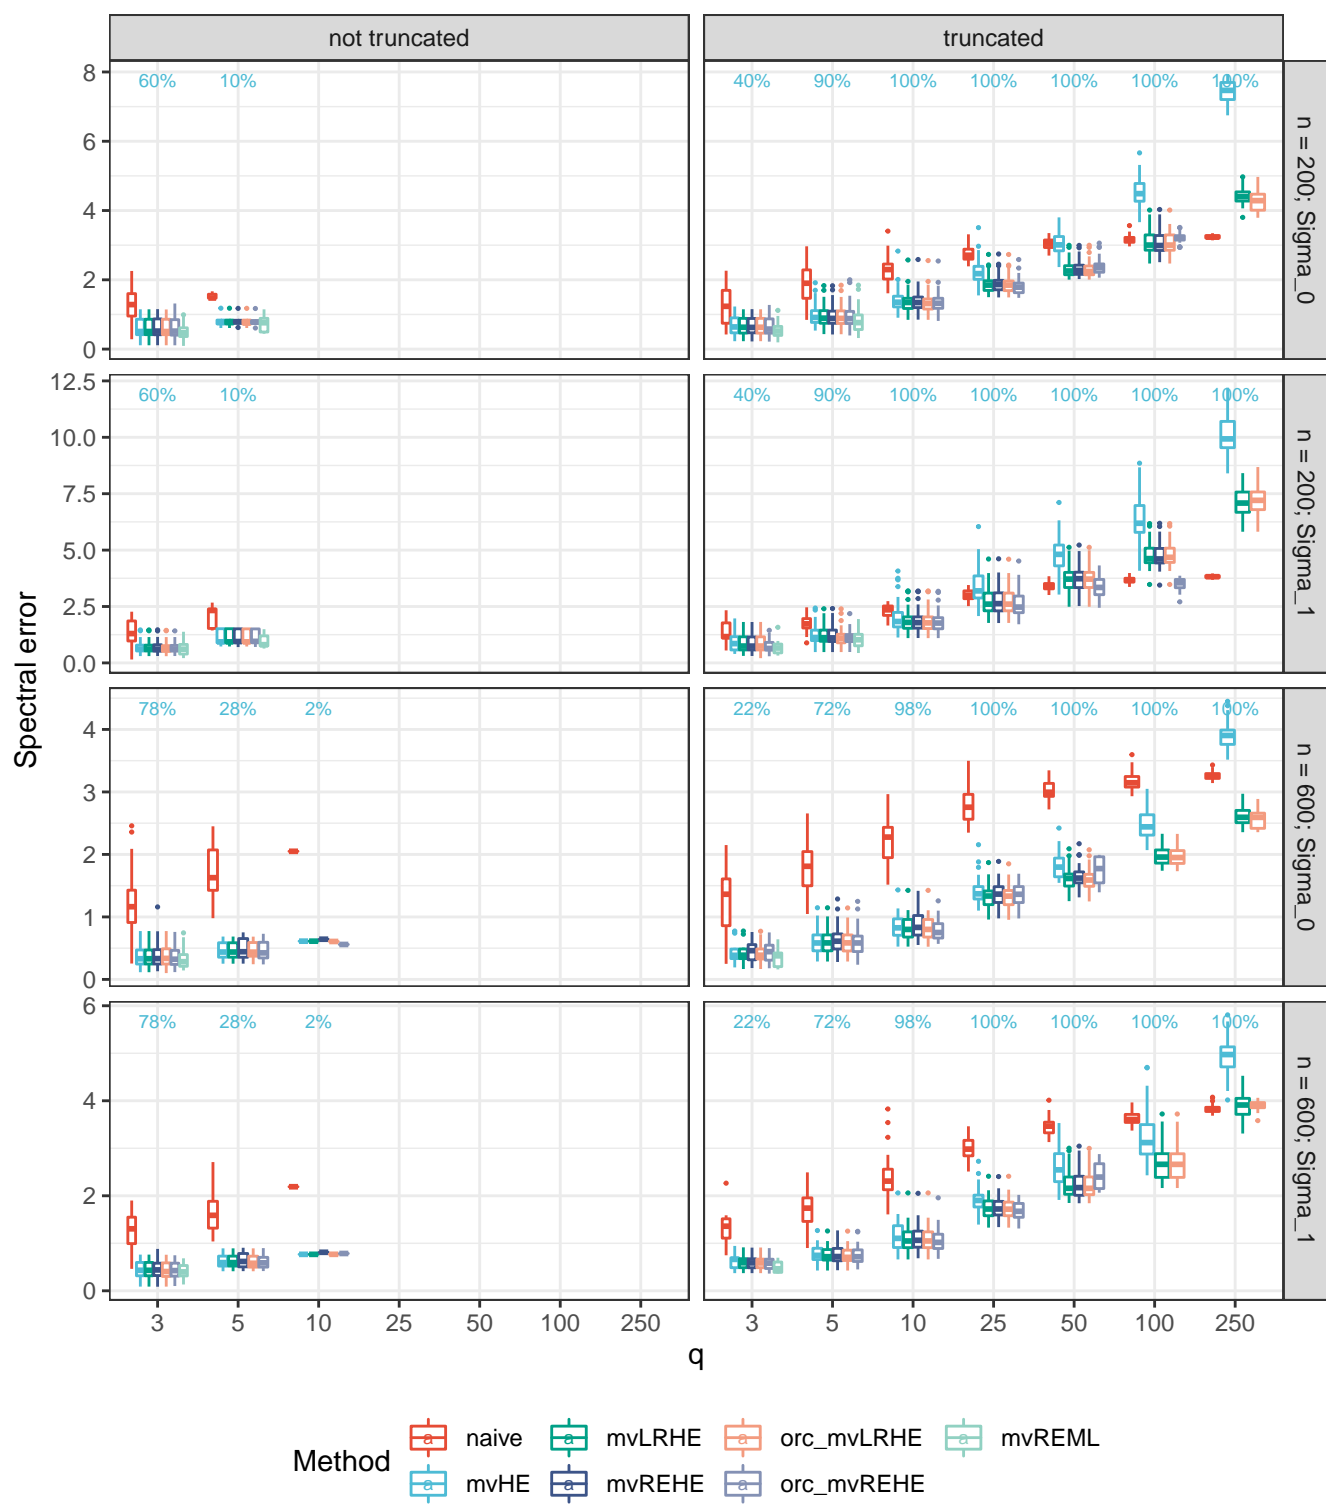 not truncated
truncated
60% 10%
40% 90% 100% 100% 100% 100% 100%
8
6
4
2
0
n = 200; Sigma_0
60% 10%
40% 90% 100% 100% 100% 100% 100%
12.5
10.0
7.5
5.0
2.5
0.0
n = 200; Sigma_1
Spectral error
78% 28% 2%
22% 72% 98% 100% 100% 100% 100%
4
3
2
1
0
n = 600; Sigma_0
78% 28% 2%
22% 72% 98% 100% 100% 100% 100%
6
4
2
0
n = 600; Sigma_1
3 5 10 25 50 100 250
3 5 10 25 50 100 250
q
Method
a naive a mvLRHE a orc_mvLRHE a mvREML
a mvHE a mvREHE a orc_mvREHE